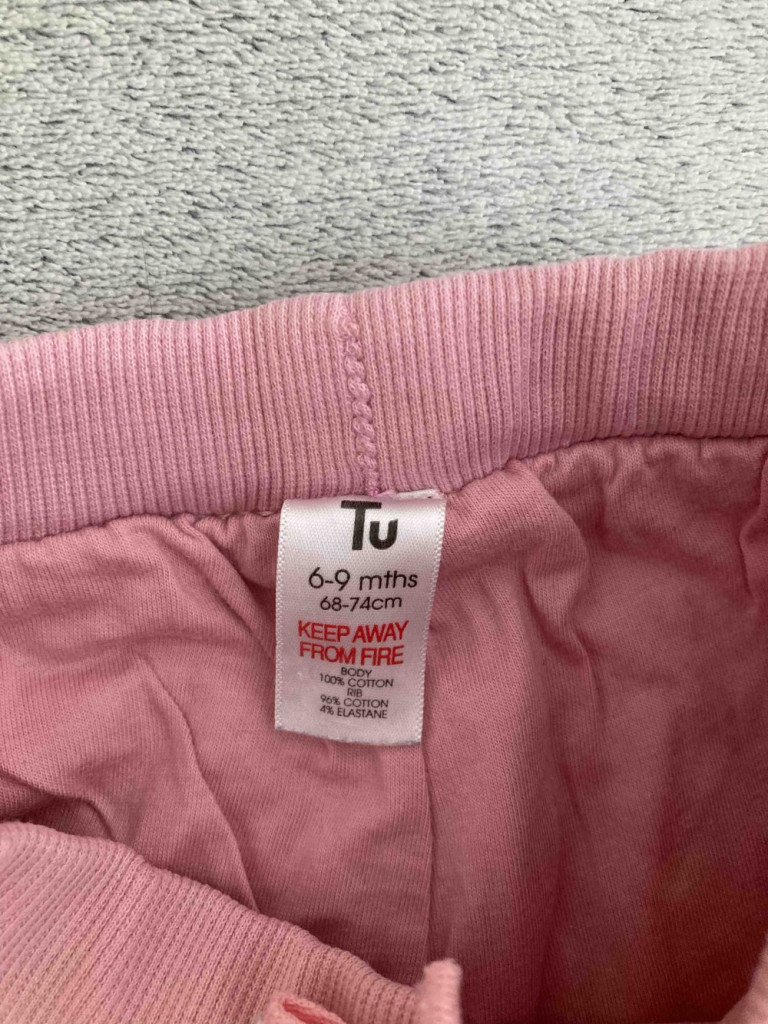 Tu
6-9 mths
68-74cm
KEEP AWAY
FROM FIRE
BODY
100% COTTON
RIB
96% COTTON
4% ELASTANE